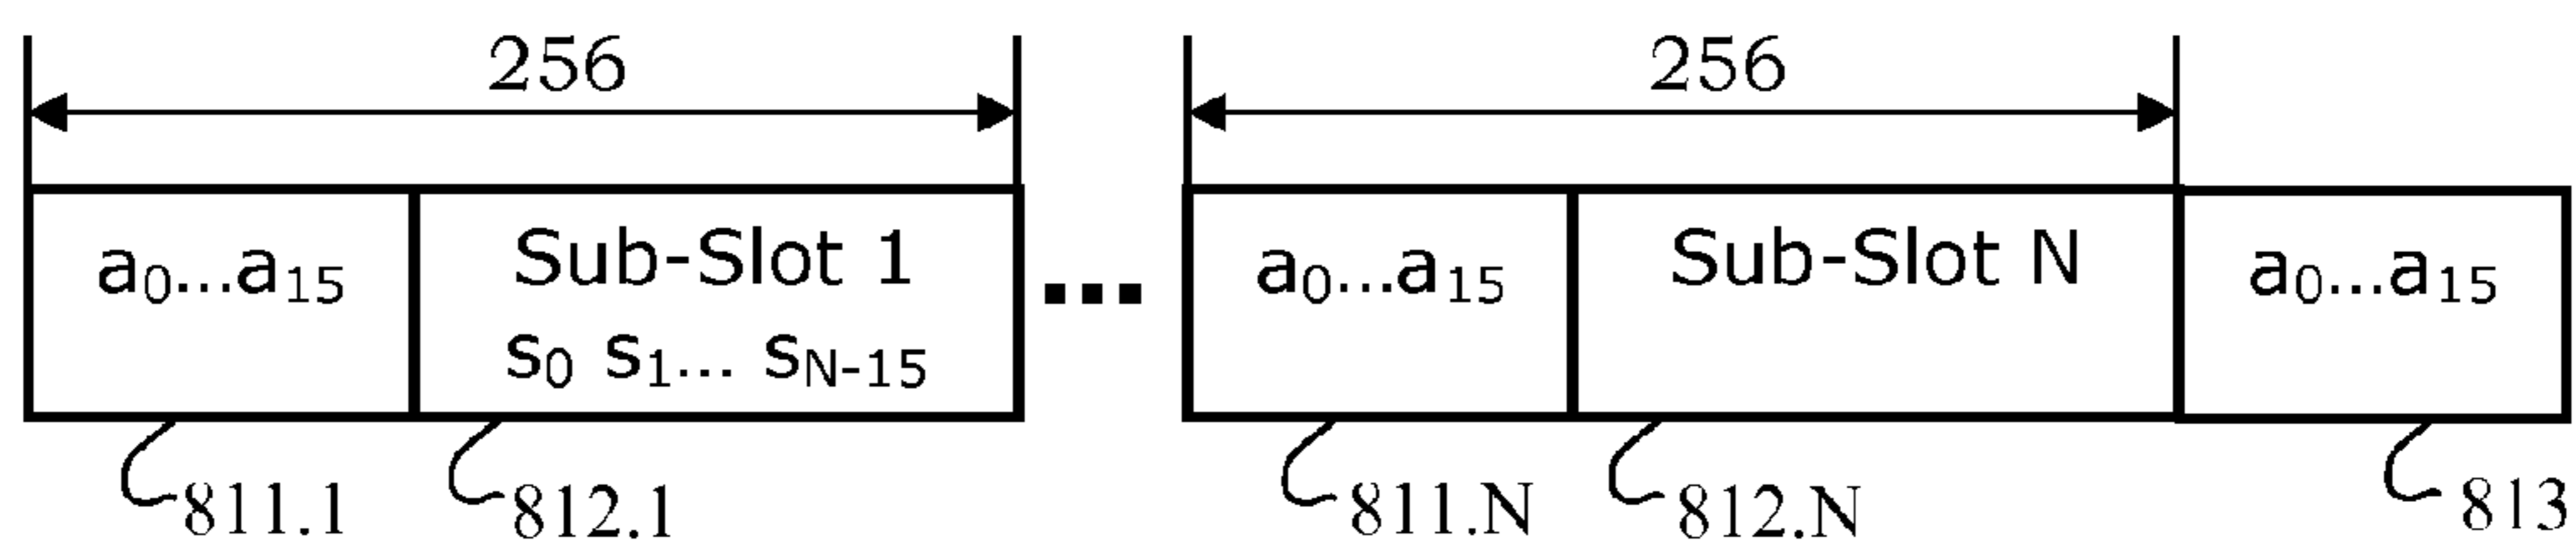 256 256
a₀...a₁₅ Sub-Slot 1 a₀...a₁₅ Sub-Slot N a₀...a₁₅
s₀ s₁... s_N-15
811.1 812.1 811.N 812.N 813